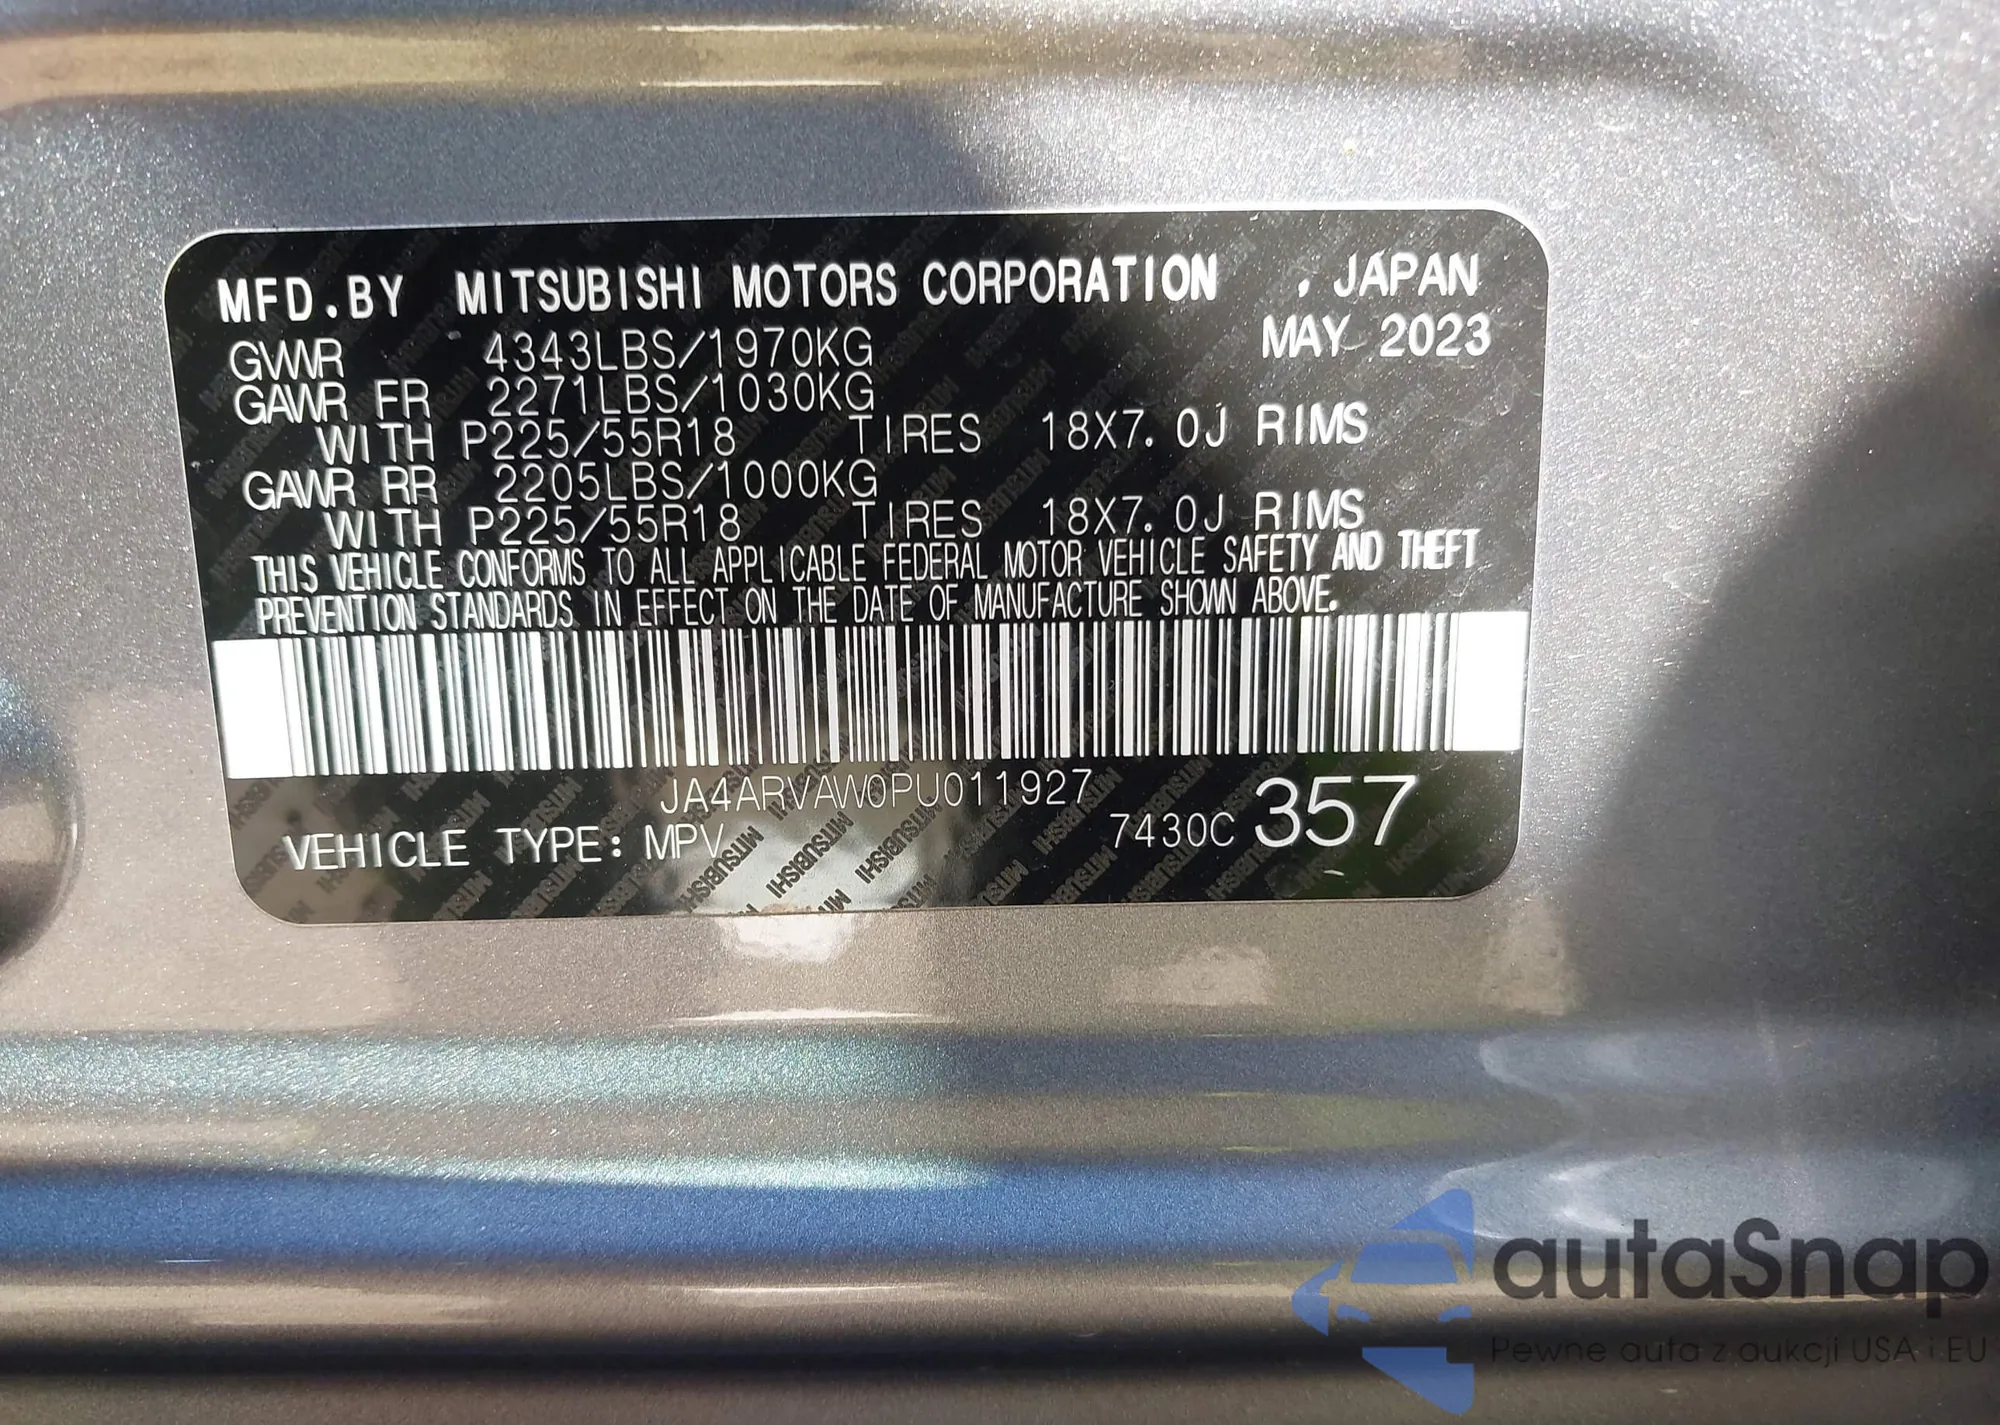 MFD.BY MITSUBISHI MOTORS CORPORATION , JAPAN
MAY 2023
GVWR 4343LBS/1970KG
GAWR FR 2271LBS/1030KG
WITH P225/55R18 TIRES 18X7.0J RIMS
GAWR RR 2205LBS/1000KG
WITH P225/55R18 TIRES 18X7.0J RIMS
THIS VEHICLE CONFORMS TO ALL APPLICABLE FEDERAL MOTOR VEHICLE SAFETY AND THEFT
PREVENTION STANDARDS IN EFFECT ON THE DATE OF MANUFACTURE SHOWN ABOVE.
JA4ARVAW0PU011927
VEHICLE TYPE: MPV 7430C 357
autaSnap
Pewne auta z aukcji USA i EU